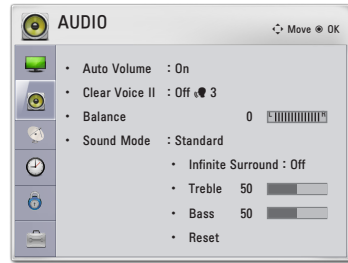 AUDIO
Move OK
• Auto Volume : On
• Clear Voice II : Off 3
• Balance 0 L R
• Sound Mode : Standard
• Infinite Surround : Off
• Treble 50
• Bass 50
• Reset